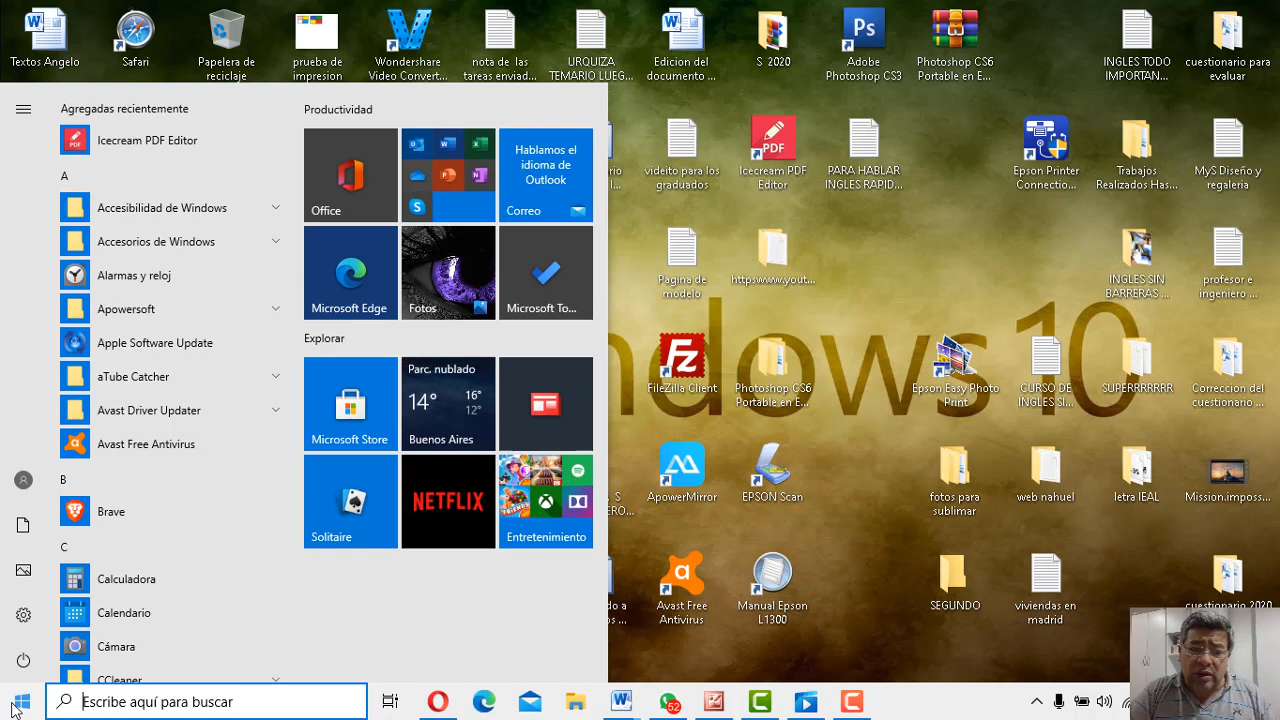 Textos Angelo
Safari
Papelera de
reciclaje
prueba de
impresion
Wondershare
Video Convert...
nota de las
tareas enviad...
URQUIZA
TEMARIO LUEG...
Edicion del
documento ...
S 2020
Ps
Adobe
Photoshop CS3
Photoshop CS6
Portable en E...
INGLES TODO
IMPORTAN...
cuestionario para
evaluar
Agregadas recientemente
PDF
Icecream PDF Editor
A
Accesibilidad de Windows
Accesorios de Windows
Alarmas y reloj
Apowersoft
Apple Software Update
aTube Catcher
Avast Driver Updater
Avast Free Antivirus
B
Brave
C
Calculadora
Calendario
Cámara
CCleaner
Productividad
Office
Hablamos el
idioma de
Outlook
Correo
Microsoft Edge
Fotos
Microsoft To...
Explorar
Microsoft Store
Parc. nublado
14° 16°
12°
Buenos Aires
Solitaire
NETFLIX
Entretenimiento
videito para los
graduados
PDF
Icecream PDF
Editor
PARA HABLAR
INGLES RAPID...
Epson Printer
Connectio...
Trabajos
Realizados Has...
MyS Diseño y
regaleria
Pagina de
modelo
httpswww.yout...
INGLES SIN
BARRERAS ...
profesor e
ingeniero ...
ndows 10
Fz
FileZilla Client
Photoshop CS6
Portable en E...
Epson Easy Photo
Print
CURSO DE
INGLES SI...
SUPERRRRRRR
Correccion del
cuestionario ...
ApowerMirror
EPSON Scan
fotos para
sublimar
web nahuel
letra IEAL
Mission.imposs...
Avast Free
Antivirus
Manual Epson
L1300
SEGUNDO
viviendas en
madrid
cuestionario 2020
Escribe aquí para buscar
52